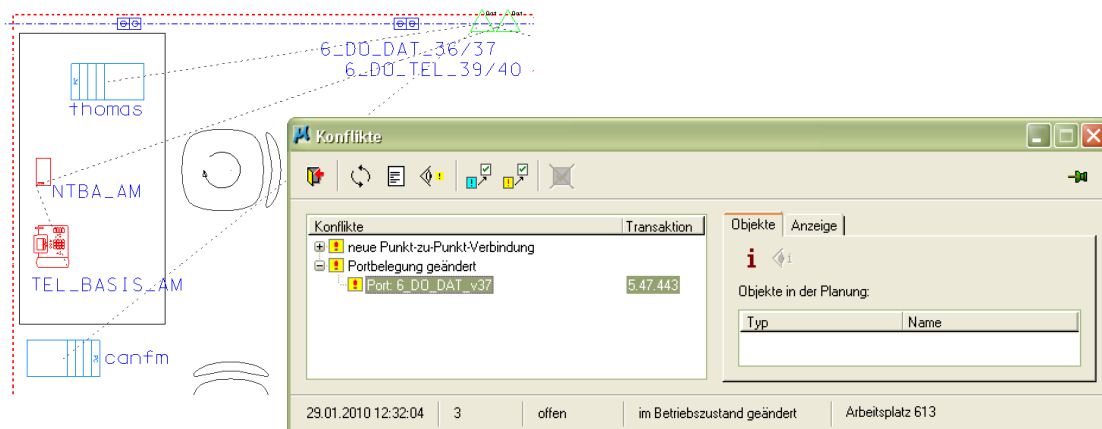 Dat Dat
6_DO_DAT_36/37
6_DO_TEL_39/40
thomas
NTBA_AM
TEL_BASIS_AM
canfm
Konflikte
Konflikte Transaktion
neue Punkt-zu-Punkt-Verbindung
Portbelegung geändert
Port: 6_DO_DAT_v37 5.47.443
Objekte Anzeige
Objekte in der Planung:
Typ Name
29.01.2010 12:32:04 3 offen im Betriebszustand geändert Arbeitsplatz 613